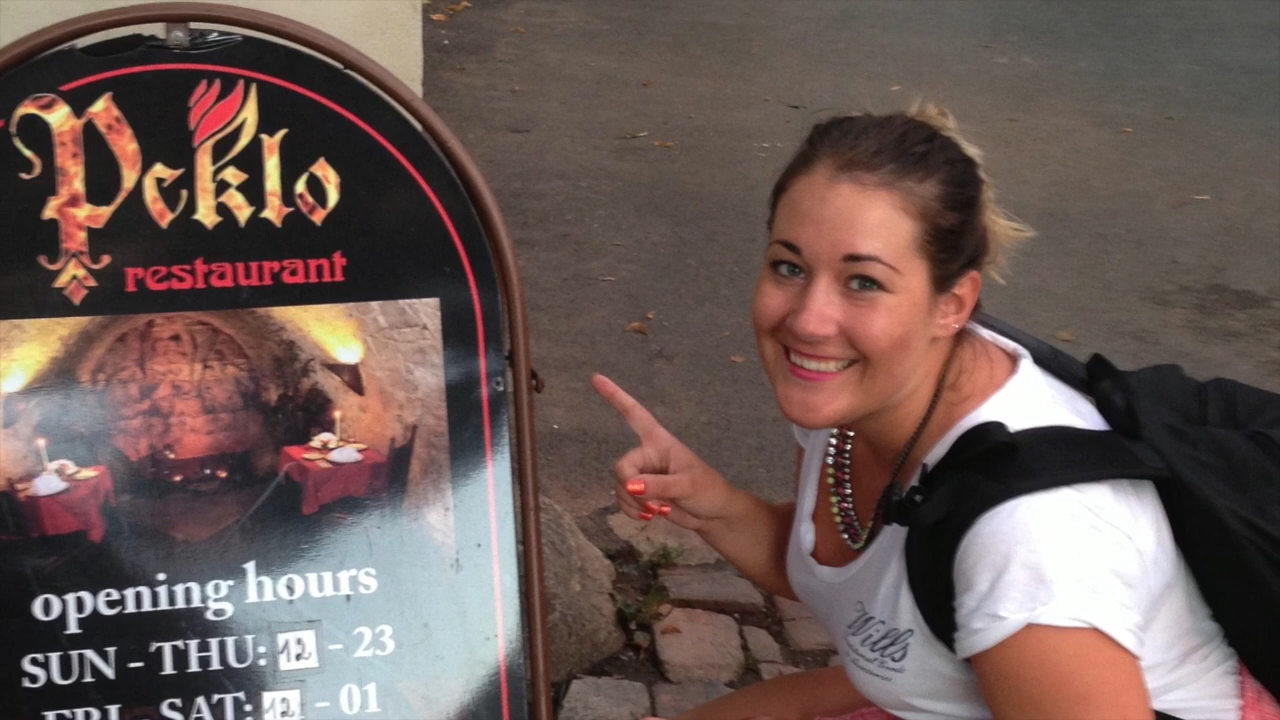 Peklo
restaurant
opening hours
SUN - THU: 12 - 23
FRI - SAT: 12 - 01
Wills